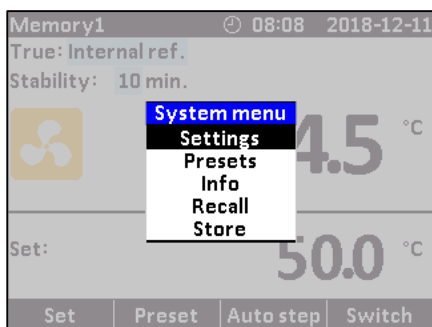 Memory1 08:08 2018-12-11
True: Internal ref.
Stability: 10 min.
System menu
Settings
Presets
Info
Recall
Store
4.5 °C
Set: 50.0 °C
Set Preset Auto step Switch